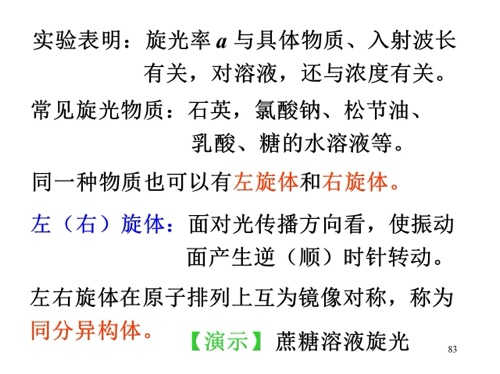 实验表明：旋光率 a 与具体物质、入射波长
有关，对溶液，还与浓度有关。
常见旋光物质：石英，氯酸钠、松节油、
乳酸、糖的水溶液等。
同一种物质也可以有左旋体和右旋体。
左（右）旋体：面对光传播方向看，使振动
面产生逆（顺）时针转动。
左右旋体在原子排列上互为镜像对称，称为
同分异构体。
【演示】蔗糖溶液旋光
83